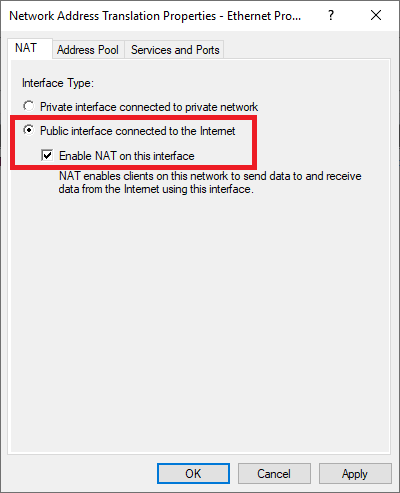 Network Address Translation Properties - Ethernet Pro... ?
NAT Address Pool Services and Ports
Interface Type:
Private interface connected to private network
Public interface connected to the Internet
Enable NAT on this interface
NAT enables clients on this network to send data to and receive
data from the Internet using this interface.
OK Cancel Apply